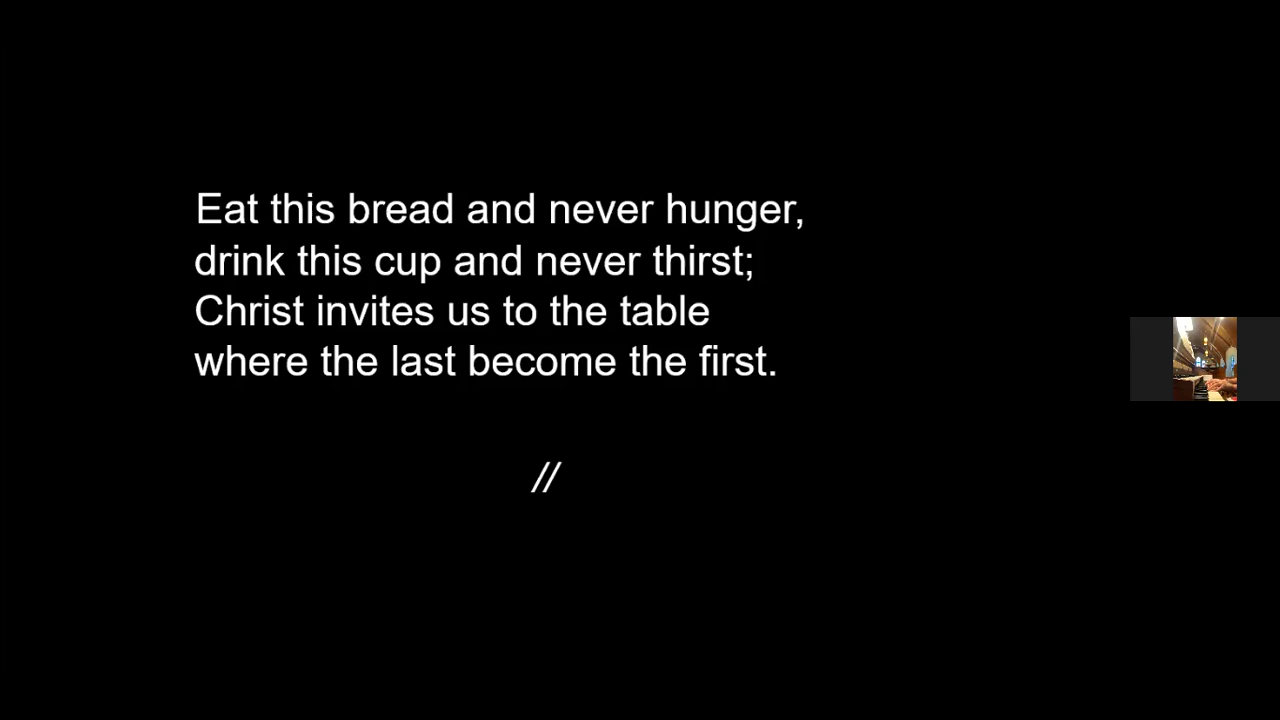 Eat this bread and never hunger,
drink this cup and never thirst;
Christ invites us to the table
where the last become the first.
//